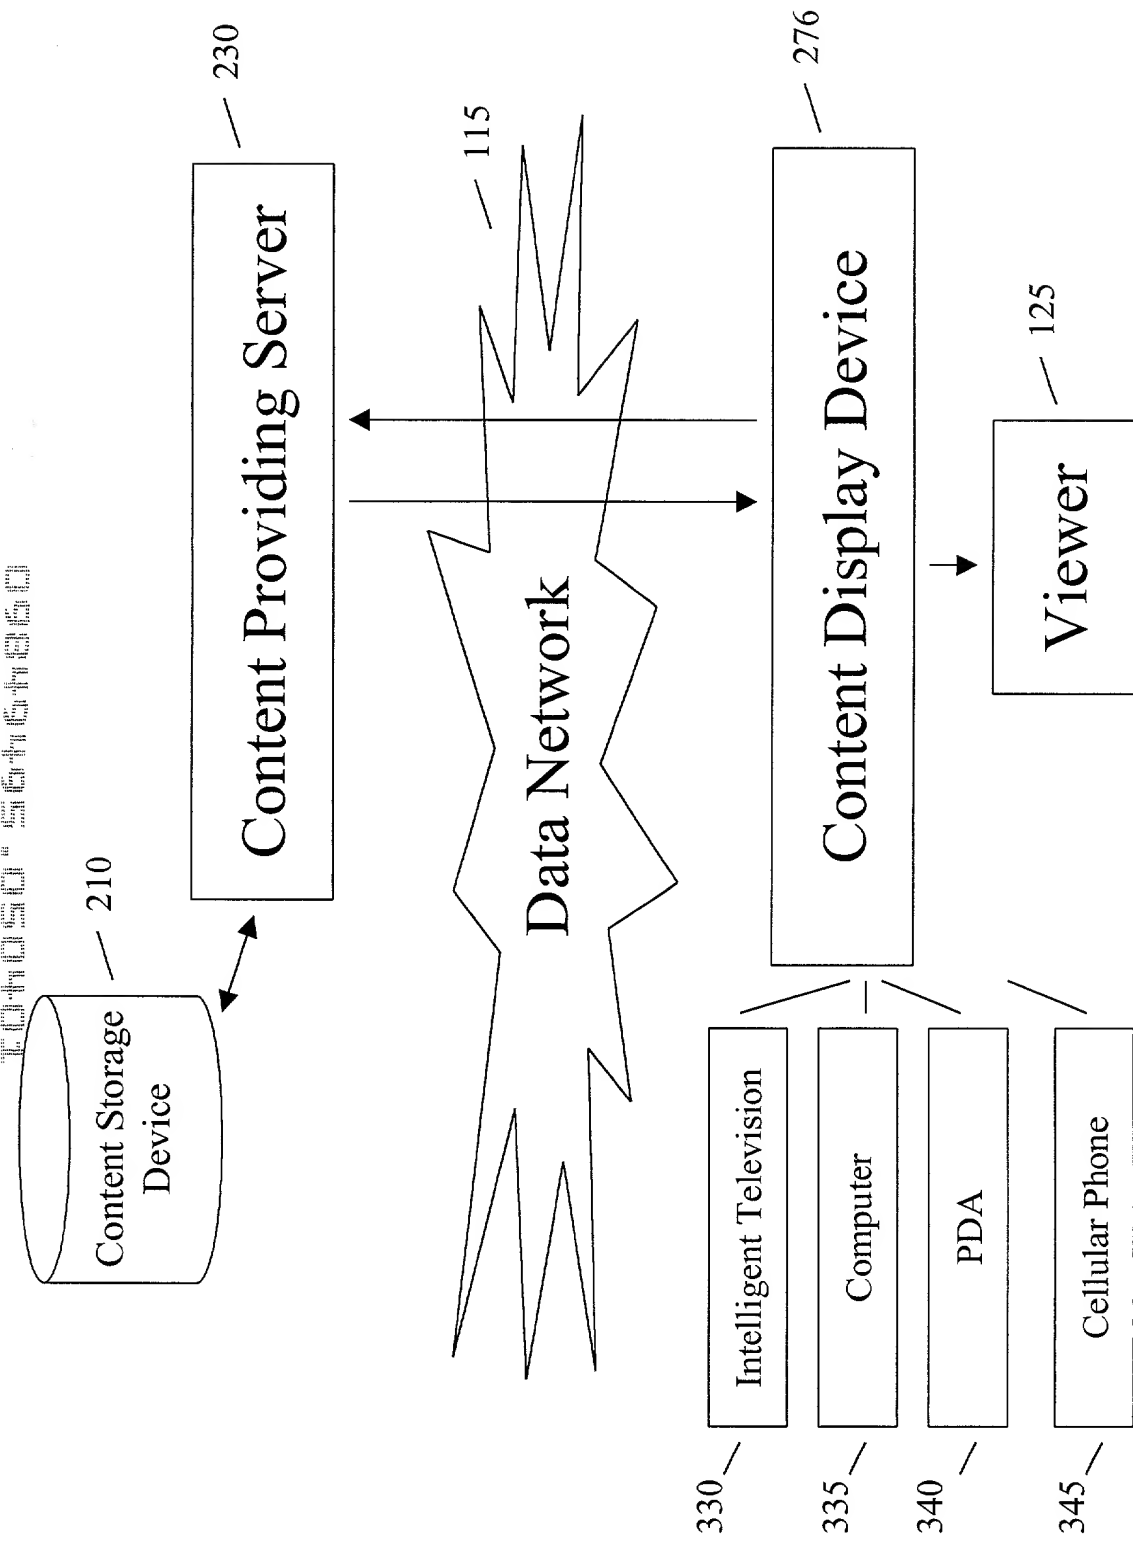 Content Storage
Device
210
Content Providing Server
230
Data Network
115
Content Display Device
276
Viewer
125
330
Intelligent Television
335
Computer
340
PDA
345
Cellular Phone